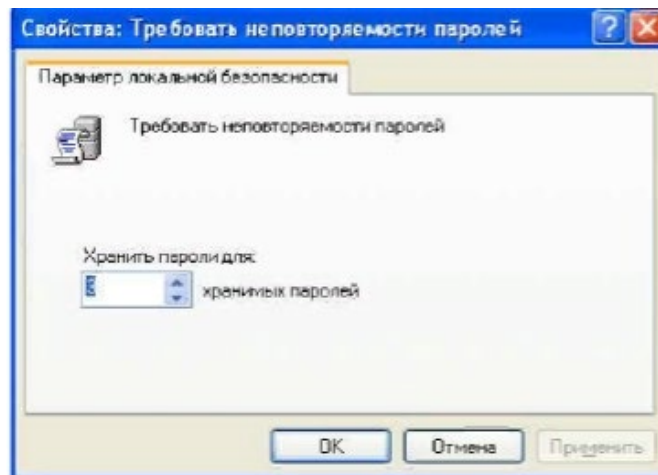 Свойства: Требовать неповторяемости паролей
Параметр локальной безопасности
Требовать неповторяемости паролей
Хранить пароли для:
хранимых паролей
OK
Отмена
Применить